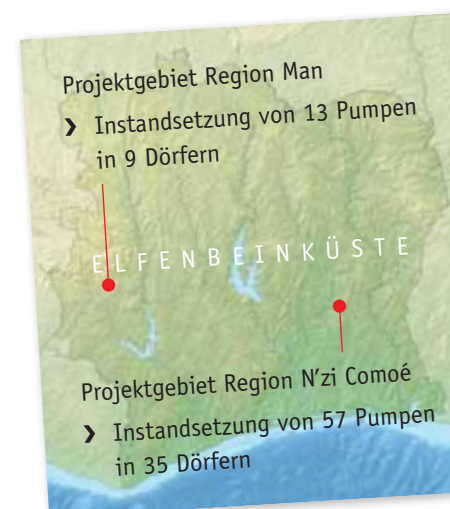 Projektgebiet Region Man
❯ Instandsetzung von 13 Pumpen
in 9 Dörfern
ELFENBEINKÜSTE
Projektgebiet Region N’zi Comoé
❯ Instandsetzung von 57 Pumpen
in 35 Dörfern